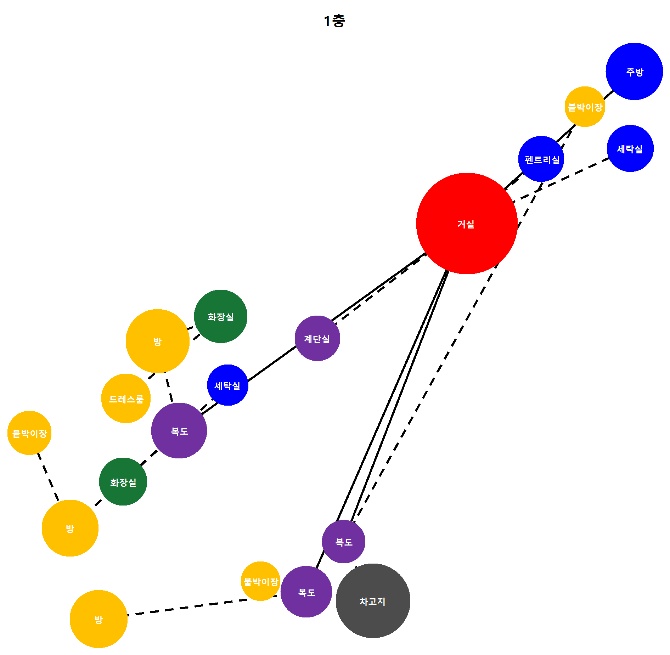 1층
주방
붙박이장
세탁실
팬트리실
거실
화장실
계단실
방
세탁실
드레스룸
복도
붙박이장
화장실
방
복도
붙박이장
복도
차고지
방